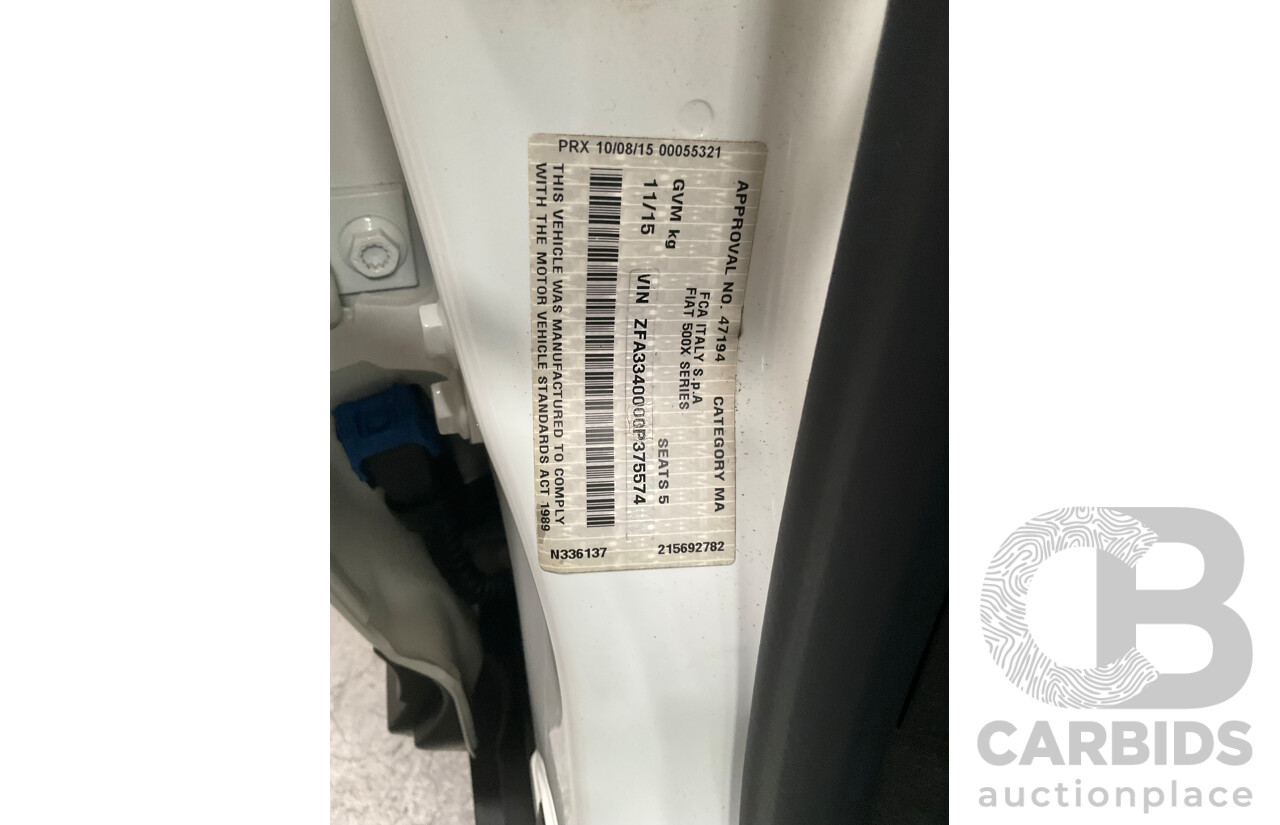 PRX 10/08/15 00055321
APPROVAL NO. 47194 CATEGORY MA
FCA ITALY S.p.A
FIAT 500X SERIES
GVM kg
SEATS 5
11/15 VIN ZFA3340000P375574
THIS VEHICLE WAS MANUFACTURED TO COMPLY
WITH THE MOTOR VEHICLE STANDARDS ACT 1989
N336137 215692782
CB
CARBIDS
auctionplace